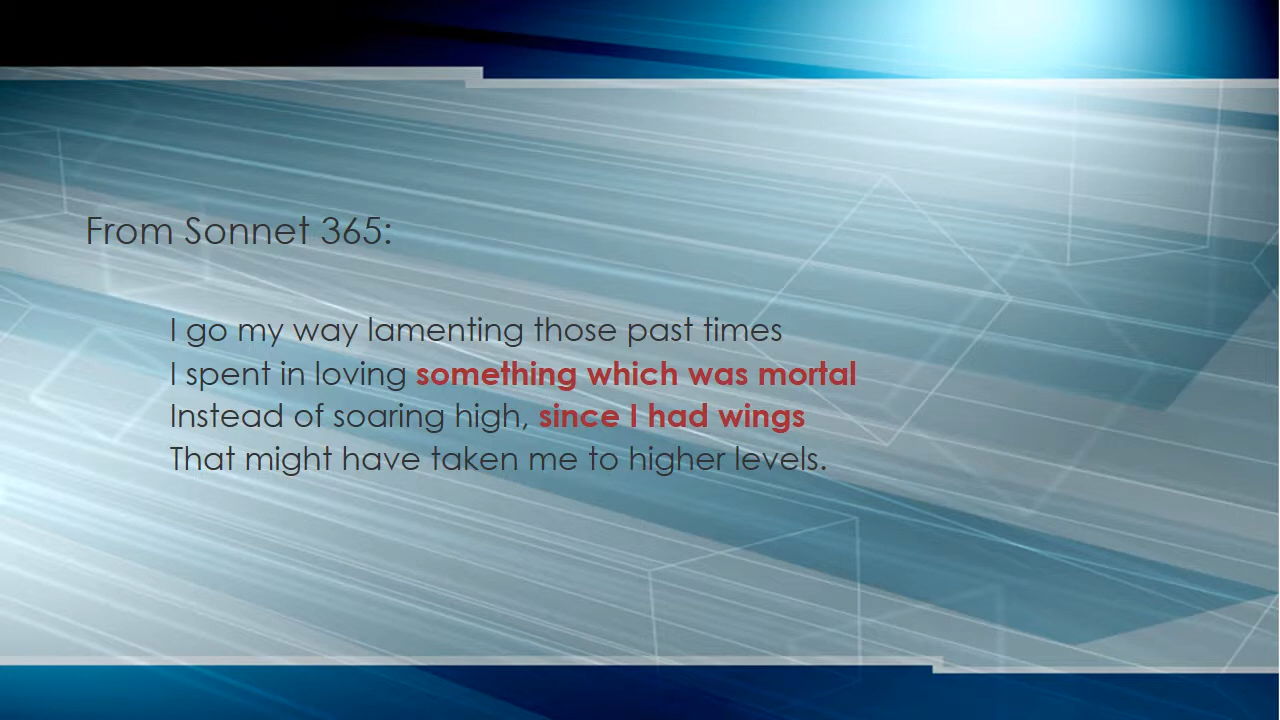 From Sonnet 365:
I go my way lamenting those past times
I spent in loving something which was mortal
Instead of soaring high, since I had wings
That might have taken me to higher levels.